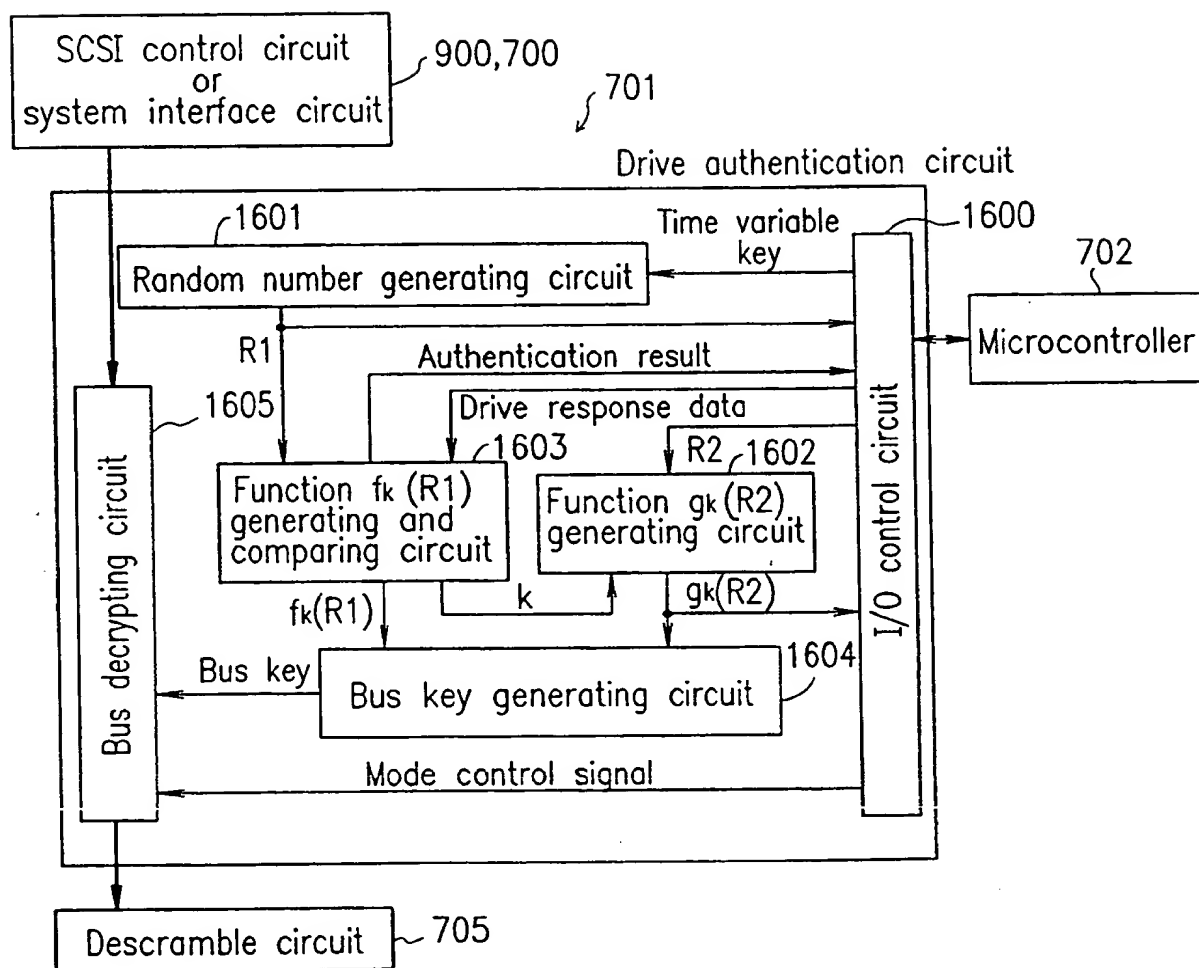 SCSI control circuit
or
system interface circuit
900,700
701
Drive authentication circuit
1601
Time variable
key
1600
Random number generating circuit
702
Microcontroller
R1
Authentication result
1605
Drive response data
1603
R2
1602
Function fk (R1)
generating and
comparing circuit
Function gk (R2)
generating circuit
Bus decrypting circuit
I/O control circuit
fk(R1)
k
gk(R2)
1604
Bus key
Bus key generating circuit
Mode control signal
Descramble circuit
705